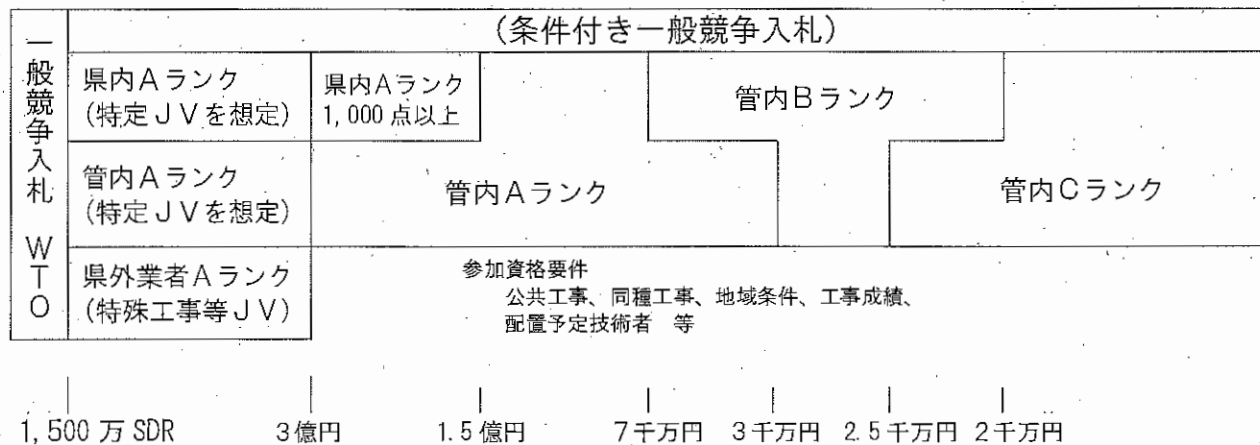 一般競争入札 WTO
(条件付き一般競争入札)
県内Aランク
(特定JVを想定)
県内Aランク
1,000点以上
管内Bランク
管内Aランク
(特定JVを想定)
管内Aランク
管内Cランク
県外業者Aランク
(特殊工事等JV)
参加資格要件
公共工事、同種工事、地域条件、工事成績、
配置予定技術者 等
1,500万SDR 3億円 1.5億円 7千万円 3千万円 2.5千万円 2千万円